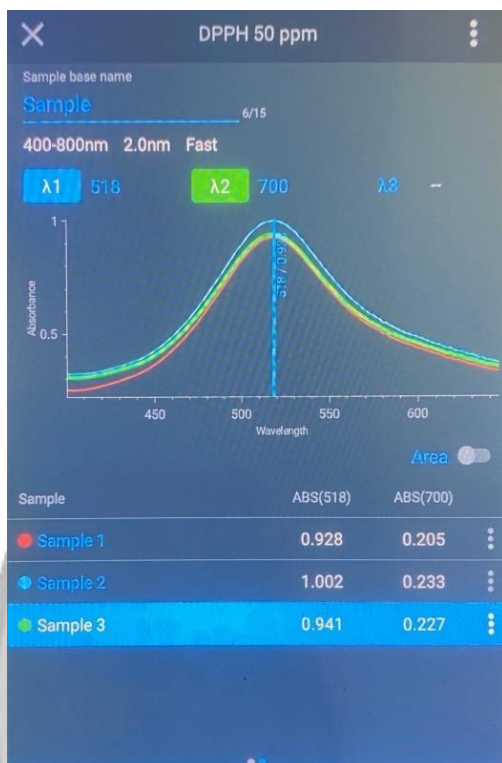 DPPH 50 ppm
Sample base name
Sample
6/15
400-800nm 2.0nm Fast
λ1 518 λ2 700 λ3 --
1
0.5
Absorbance
450 500 550 600
Wavelength
Area
Sample ABS(518) ABS(700)
Sample 1 0.928 0.205
Sample 2 1.002 0.233
Sample 3 0.941 0.227